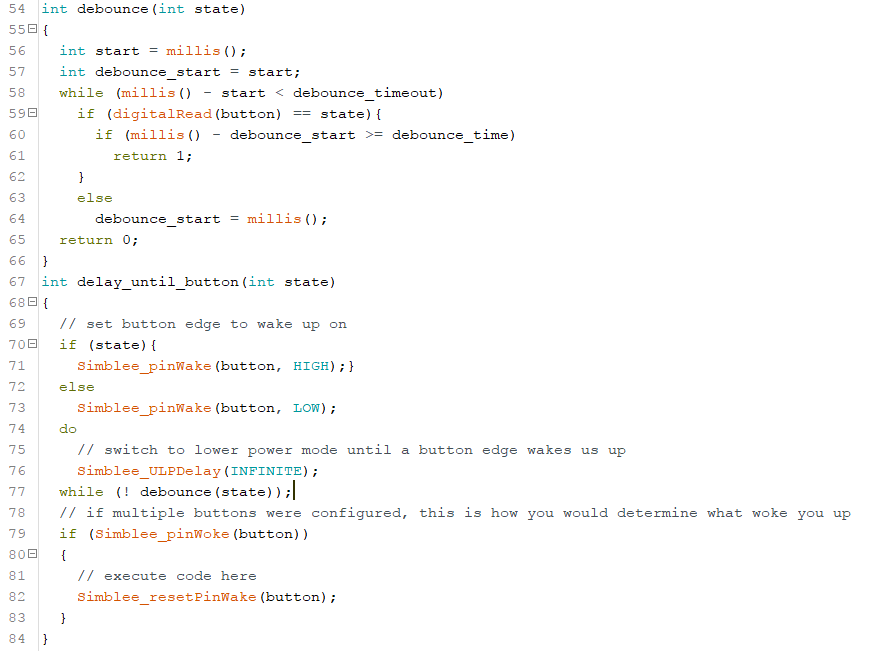 54 int debounce(int state)
55 {
56   int start = millis();
57   int debounce_start = start;
58   while (millis() - start < debounce_timeout)
59     if (digitalRead(button) == state){
60       if (millis() - debounce_start >= debounce_time)
61         return 1;
62     }
63     else
64       debounce_start = millis();
65   return 0;
66 }
67 int delay_until_button(int state)
68 {
69   // set button edge to wake up on
70   if (state){
71     Simblee_pinWake(button, HIGH);}
72   else
73     Simblee_pinWake(button, LOW);
74   do
75     // switch to lower power mode until a button edge wakes us up
76     Simblee_ULPDelay(INFINITE);
77   while (! debounce(state));
78   // if multiple buttons were configured, this is how you would determine what woke you up
79   if (Simblee_pinWoke(button))
80   {
81     // execute code here
82     Simblee_resetPinWake(button);
83   }
84 }